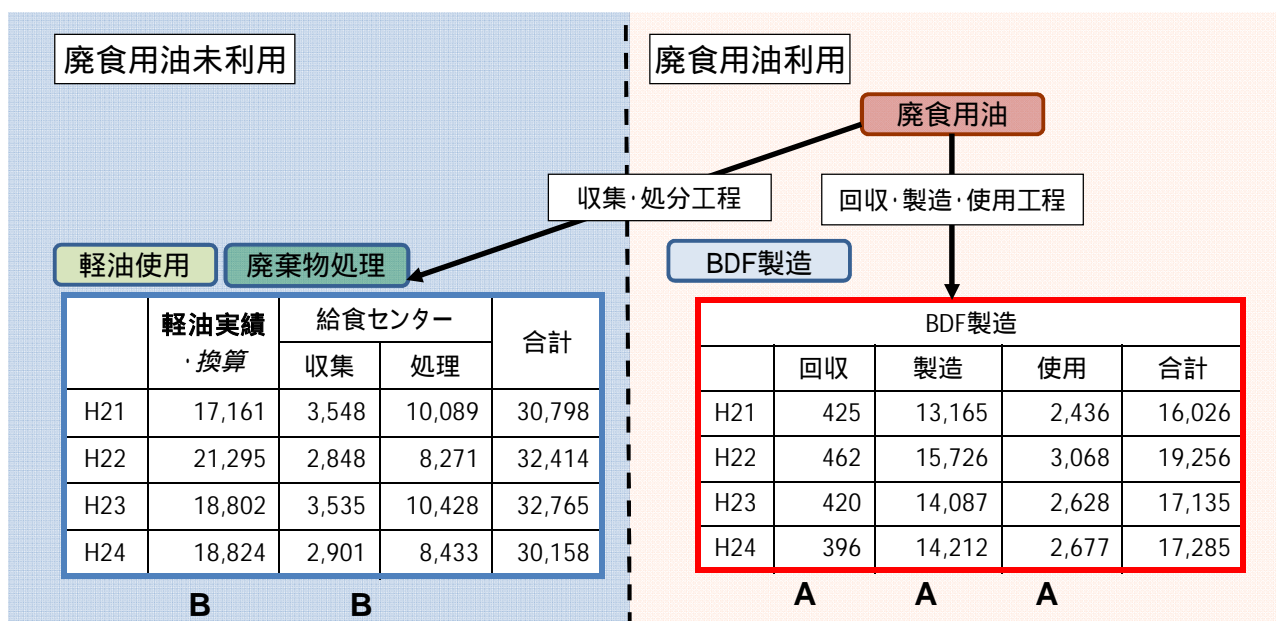 廃食用油未利用
廃食用油利用
廃食用油
収集・処分工程
回収・製造・使用工程
軽油使用
廃棄物処理
BDF製造
軽油実績・換算 給食センター 合計
収集 処理
H21 17,161 3,548 10,089 30,798
H22 21,295 2,848 8,271 32,414
H23 18,802 3,535 10,428 32,765
H24 18,824 2,901 8,433 30,158
B B
BDF製造
回収 製造 使用 合計
H21 425 13,165 2,436 16,026
H22 462 15,726 3,068 19,256
H23 420 14,087 2,628 17,135
H24 396 14,212 2,677 17,285
A A A